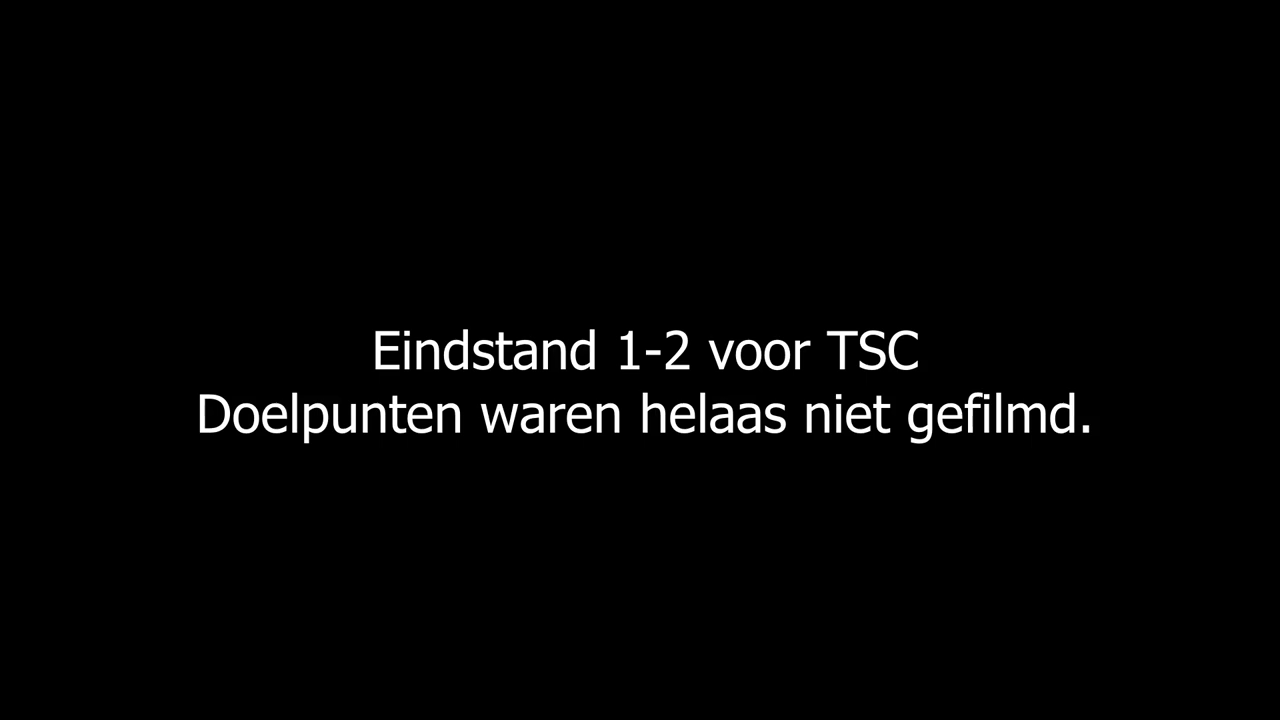 Eindstand 1-2 voor TSC
Doelpunten waren helaas niet gefilmd.